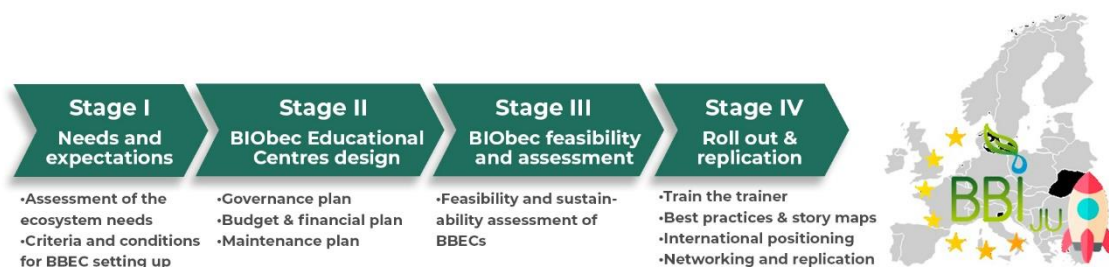 Stage I
Needs and
expectations
•Assessment of the
ecosystem needs
•Criteria and conditions
for BBEC setting up
Stage II
BIObec Educational
Centres design
•Governance plan
•Budget & financial plan
•Maintenance plan
Stage III
BIObec feasibility
and assessment
•Feasibility and sustain-
ability assessment of
BBECs
Stage IV
Roll out &
replication
•Train the trainer
•Best practices & story maps
•International positioning
•Networking and replication
BBI JU